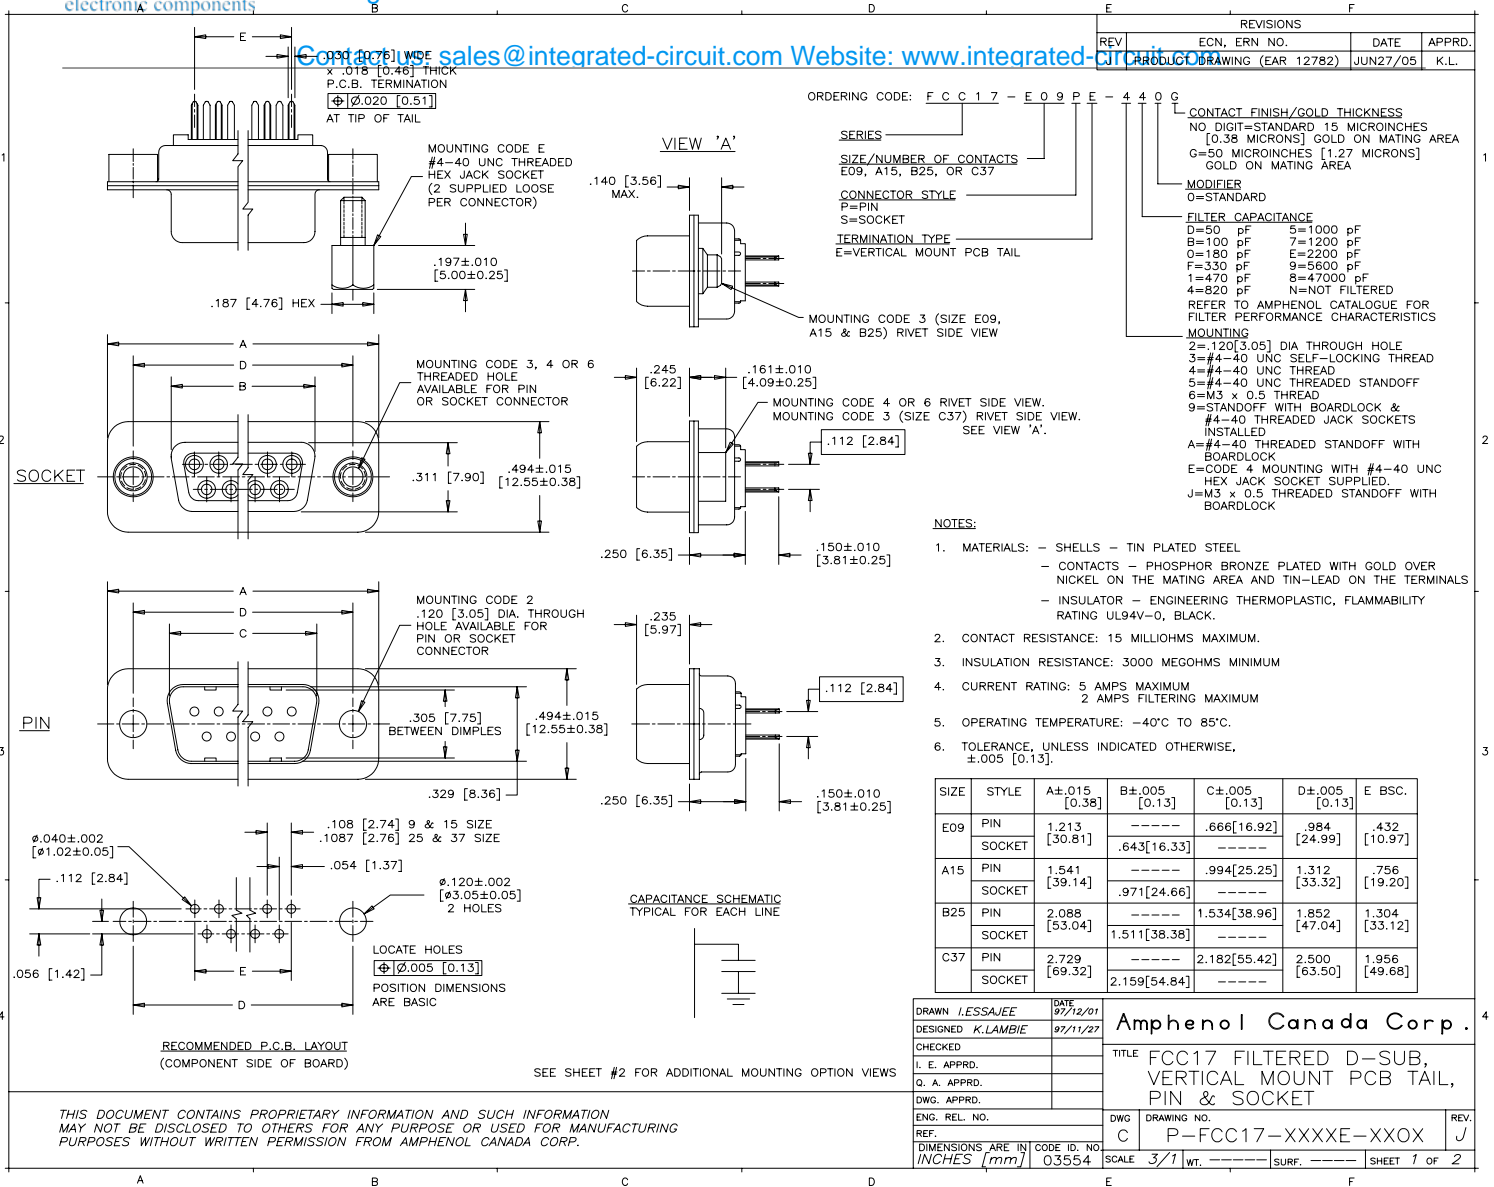 electronic components
Contact us: sales@integrated-circuit.com Website: www.integrated-circuit.com
A B C D E F
REVISIONS
REV ECN, ERN NO. DATE APPRD.
J PRODUCT DRAWING (EAR 12782) JUN27/05 K.L.
E
.030 [0.76] WIDE
x .018 [0.46] THICK
P.C.B. TERMINATION
⌖ Ø.020 [0.51]
AT TIP OF TAIL
MOUNTING CODE E
#4-40 UNC THREADED
HEX JACK SOCKET
(2 SUPPLIED LOOSE
PER CONNECTOR)
.197±.010
[5.00±0.25]
.187 [4.76] HEX
VIEW 'A'
.140 [3.56]
MAX.
MOUNTING CODE 3 (SIZE E09,
A15 & B25) RIVET SIDE VIEW
ORDERING CODE: F C C 1 7 - E 0 9 P E - 4 4 0 G
SERIES
SIZE/NUMBER OF CONTACTS
E09, A15, B25, OR C37
CONNECTOR STYLE
P=PIN
S=SOCKET
TERMINATION TYPE
E=VERTICAL MOUNT PCB TAIL
CONTACT FINISH/GOLD THICKNESS
NO DIGIT=STANDARD 15 MICROINCHES
[0.38 MICRONS] GOLD ON MATING AREA
G=50 MICROINCHES [1.27 MICRONS]
GOLD ON MATING AREA
MODIFIER
0=STANDARD
FILTER CAPACITANCE
D=50 pF 5=1000 pF
B=100 pF 7=1200 pF
0=180 pF E=2200 pF
F=330 pF 9=5600 pF
1=470 pF 8=47000 pF
4=820 pF N=NOT FILTERED
REFER TO AMPHENOL CATALOGUE FOR
FILTER PERFORMANCE CHARACTERISTICS
MOUNTING
2=.120[3.05] DIA THROUGH HOLE
3=#4-40 UNC SELF-LOCKING THREAD
4=#4-40 UNC THREAD
5=#4-40 UNC THREADED STANDOFF
6=M3 x 0.5 THREAD
9=STANDOFF WITH BOARDLOCK &
#4-40 THREADED JACK SOCKETS
INSTALLED
A=#4-40 THREADED STANDOFF WITH
BOARDLOCK
E=CODE 4 MOUNTING WITH #4-40 UNC
HEX JACK SOCKET SUPPLIED.
J=M3 x 0.5 THREADED STANDOFF WITH
BOARDLOCK
1 1
2 2
3 3
4 4
A
D
B
MOUNTING CODE 3, 4 OR 6
THREADED HOLE
AVAILABLE FOR PIN
OR SOCKET CONNECTOR
SOCKET
.311 [7.90]
.494±.015
[12.55±0.38]
.245
[6.22]
.161±.010
[4.09±0.25]
MOUNTING CODE 4 OR 6 RIVET SIDE VIEW.
MOUNTING CODE 3 (SIZE C37) RIVET SIDE VIEW.
SEE VIEW 'A'.
.112 [2.84]
.250 [6.35]
.150±.010
[3.81±0.25]
A
D
C
MOUNTING CODE 2
.120 [3.05] DIA. THROUGH
HOLE AVAILABLE FOR
PIN OR SOCKET
CONNECTOR
PIN
.305 [7.75]
BETWEEN DIMPLES
.494±.015
[12.55±0.38]
.329 [8.36]
.235
[5.97]
.112 [2.84]
.250 [6.35]
.150±.010
[3.81±0.25]
NOTES:
1. MATERIALS: - SHELLS - TIN PLATED STEEL
- CONTACTS - PHOSPHOR BRONZE PLATED WITH GOLD OVER
NICKEL ON THE MATING AREA AND TIN-LEAD ON THE TERMINALS
- INSULATOR - ENGINEERING THERMOPLASTIC, FLAMMABILITY
RATING UL94V-0, BLACK.
2. CONTACT RESISTANCE: 15 MILLIOHMS MAXIMUM.
3. INSULATION RESISTANCE: 3000 MEGOHMS MINIMUM
4. CURRENT RATING: 5 AMPS MAXIMUM
2 AMPS FILTERING MAXIMUM
5. OPERATING TEMPERATURE: -40°C TO 85°C.
6. TOLERANCE, UNLESS INDICATED OTHERWISE,
±.005 [0.13].
SIZE STYLE A±.015 [0.38] B±.005 [0.13] C±.005 [0.13] D±.005 [0.13] E BSC.
E09 PIN 1.213 [30.81] ----- .666[16.92] .984 [24.99] .432 [10.97]
SOCKET .643[16.33] -----
A15 PIN 1.541 [39.14] ----- .994[25.25] 1.312 [33.32] .756 [19.20]
SOCKET .971[24.66] -----
B25 PIN 2.088 [53.04] ----- 1.534[38.96] 1.852 [47.04] 1.304 [33.12]
SOCKET 1.511[38.38] -----
C37 PIN 2.729 [69.32] ----- 2.182[55.42] 2.500 [63.50] 1.956 [49.68]
SOCKET 2.159[54.84] -----
.108 [2.74] 9 & 15 SIZE
.1087 [2.76] 25 & 37 SIZE
ø.040±.002
[ø1.02±0.05]
.054 [1.37]
.112 [2.84]
ø.120±.002
[ø3.05±0.05]
2 HOLES
.056 [1.42]
E
D
LOCATE HOLES
⌖ Ø.005 [0.13]
POSITION DIMENSIONS
ARE BASIC
RECOMMENDED P.C.B. LAYOUT
(COMPONENT SIDE OF BOARD)
CAPACITANCE SCHEMATIC
TYPICAL FOR EACH LINE
SEE SHEET #2 FOR ADDITIONAL MOUNTING OPTION VIEWS
THIS DOCUMENT CONTAINS PROPRIETARY INFORMATION AND SUCH INFORMATION
MAY NOT BE DISCLOSED TO OTHERS FOR ANY PURPOSE OR USED FOR MANUFACTURING
PURPOSES WITHOUT WRITTEN PERMISSION FROM AMPHENOL CANADA CORP.
DRAWN I.ESSAJEE DATE 97/12/01
DESIGNED K.LAMBIE 97/11/27
CHECKED
I. E. APPRD.
Q. A. APPRD.
DWG. APPRD.
ENG. REL. NO.
REF.
DIMENSIONS ARE IN INCHES [mm] CODE ID. NO. 03554
Amphenol Canada Corp.
TITLE FCC17 FILTERED D-SUB,
VERTICAL MOUNT PCB TAIL,
PIN & SOCKET
DWG C DRAWING NO. P-FCC17-XXXXE-XX0X REV. J
SCALE 3/1 WT. ----- SURF. ---- SHEET 1 OF 2
A B C D E F